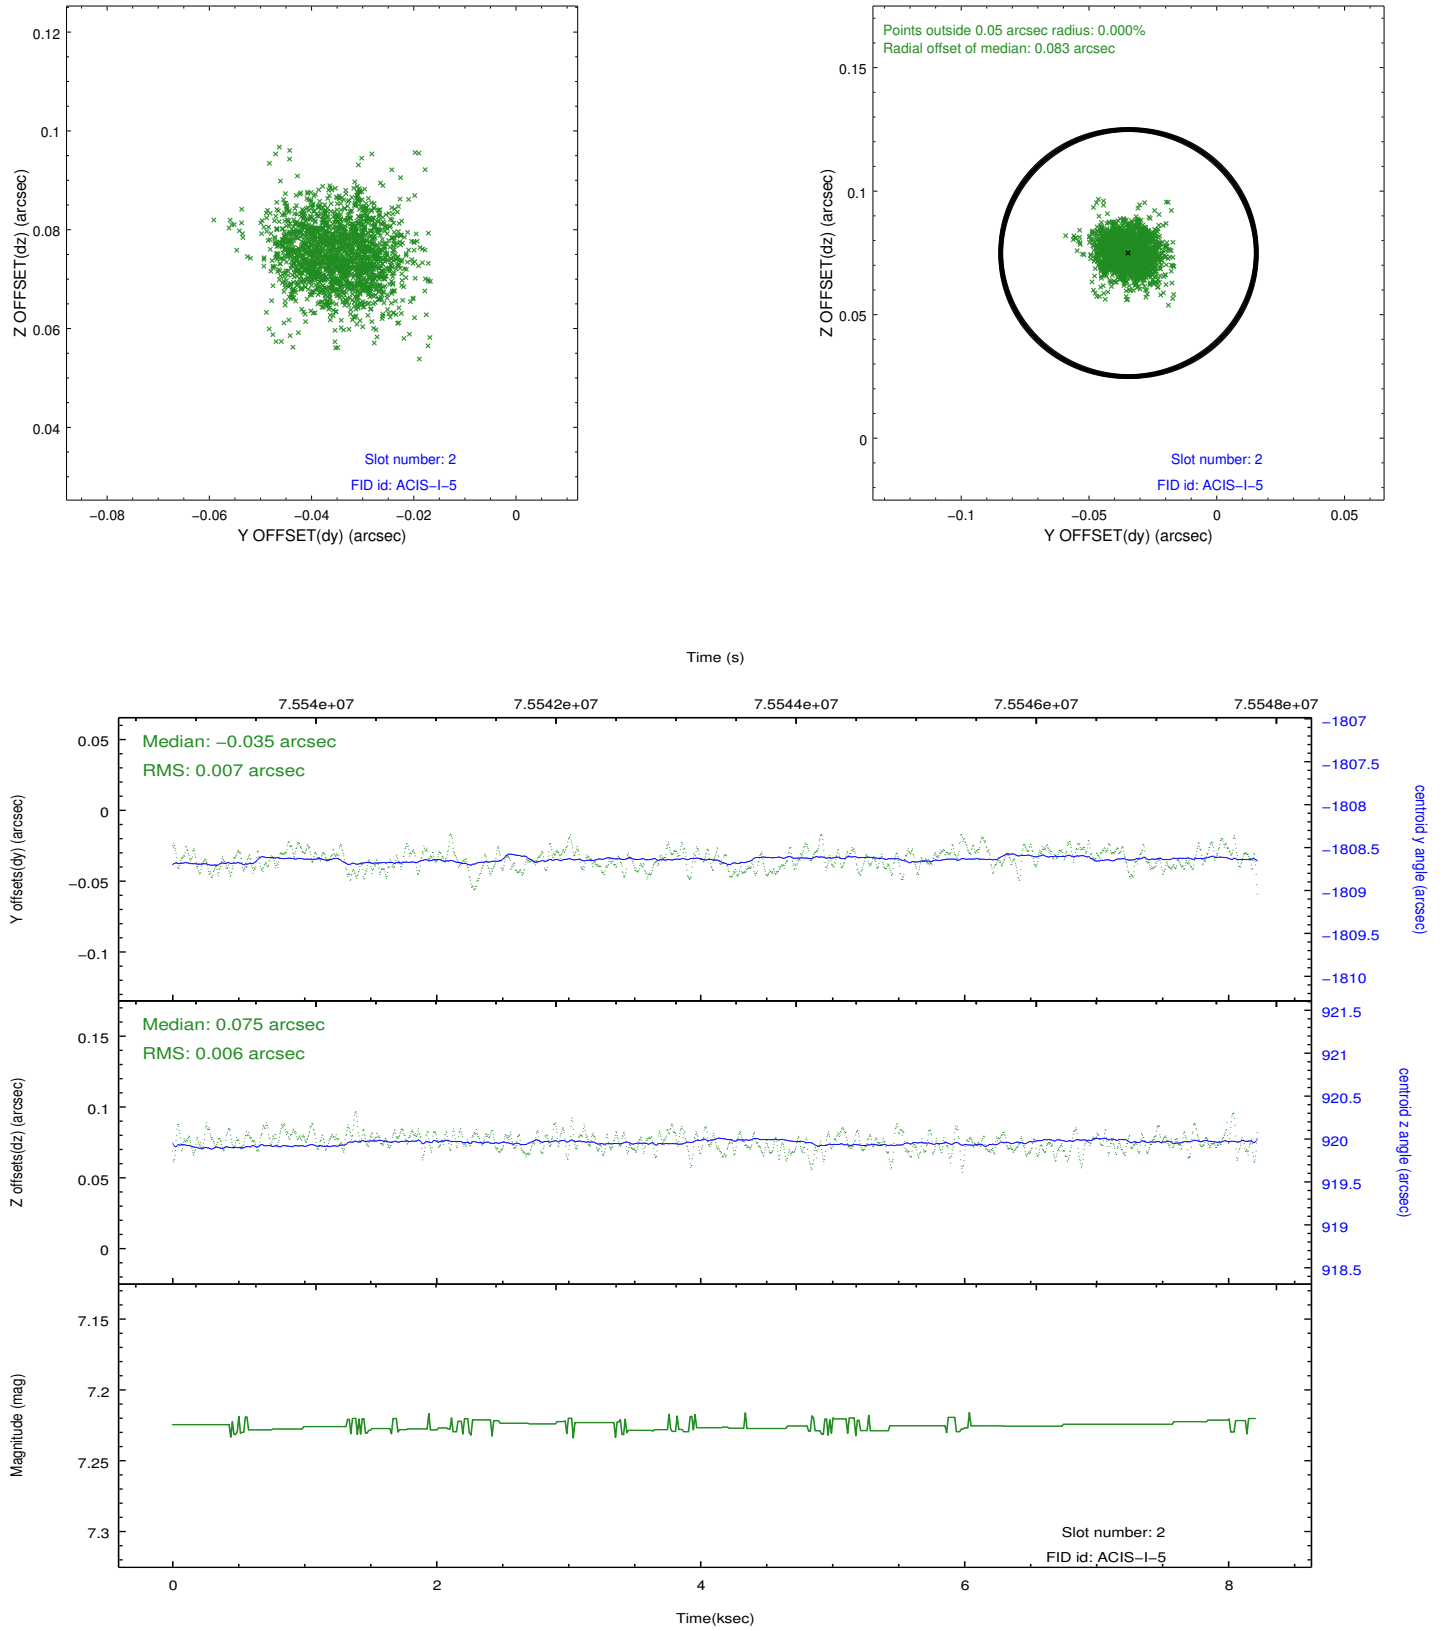 0.12
0.1
0.08
0.06
0.04
Z OFFSET(dz) (arcsec)
Slot number: 2
FID id: ACIS−I−5
−0.08
−0.06
−0.04
−0.02
0
Y OFFSET(dy) (arcsec)
Points outside 0.05 arcsec radius: 0.000%
Radial offset of median: 0.083 arcsec
0.15
0.1
0.05
0
Z OFFSET(dz) (arcsec)
Slot number: 2
FID id: ACIS−I−5
−0.1
−0.05
0
0.05
Y OFFSET(dy) (arcsec)
Time (s)
7.554e+07
7.5542e+07
7.5544e+07
7.5546e+07
7.5548e+07
Median: −0.035 arcsec
RMS: 0.007 arcsec
0.05
0
−0.05
−0.1
Y offsets(dy) (arcsec)
−1807
−1807.5
−1808
−1808.5
−1809
−1809.5
−1810
centroid y angle (arcsec)
Median: 0.075 arcsec
RMS: 0.006 arcsec
0.15
0.1
0.05
0
Z offsets(dz) (arcsec)
921.5
921
920.5
920
919.5
919
918.5
centroid z angle (arcsec)
7.15
7.2
7.25
7.3
Magnitude (mag)
Slot number: 2
FID id: ACIS−I−5
0
2
4
6
8
Time(ksec)